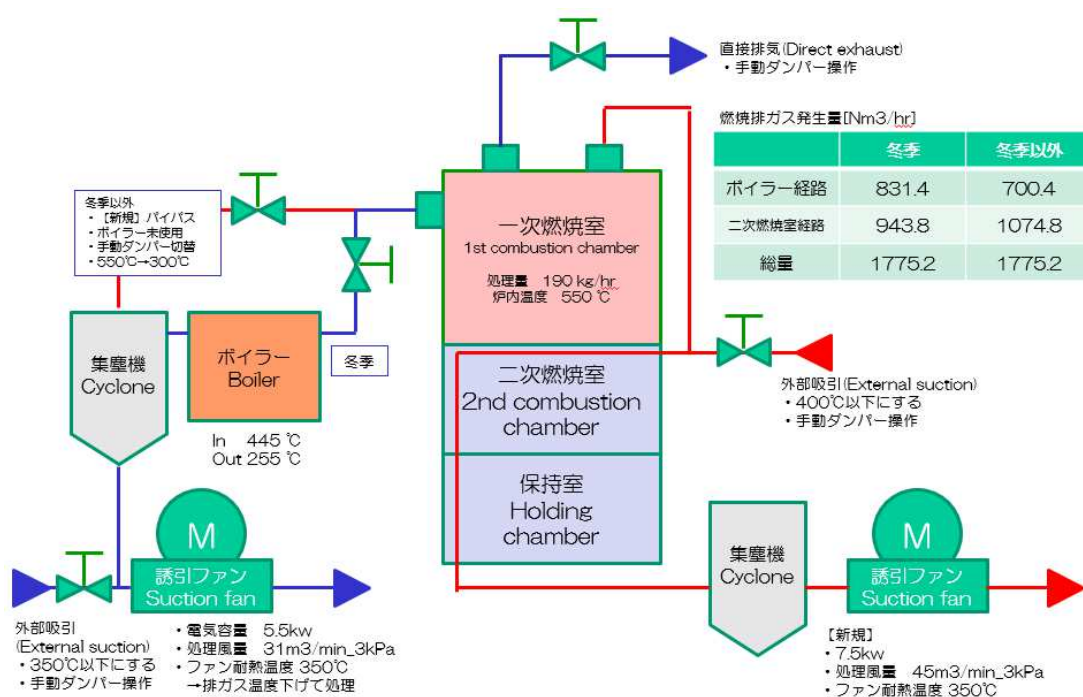 直接排気(Direct exhaust)
・手動ダンパー操作
燃焼排ガス発生量[Nm3/hr]
冬季 冬季以外
ボイラー経路 831.4 700.4
二次燃焼室経路 943.8 1074.8
総量 1775.2 1775.2
冬季以外
・【新規】バイパス
・ボイラー未使用
・手動ダンパー切替
・550℃→300℃
一次燃焼室
1st combustion chamber
処理量 190 kg/hr
炉内温度 550 ℃
集塵機
Cyclone
ボイラー
Boiler
冬季
In 445 ℃
Out 255 ℃
二次燃焼室
2nd combustion
chamber
保持室
Holding
chamber
外部吸引(External suction)
・400℃以下にする
・手動ダンパー操作
M
誘引ファン
Suction fan
外部吸引
(External suction)
・350℃以下にする
・手動ダンパー操作
・電気容量 5.5kw
・処理風量 31m3/min_3kPa
・ファン耐熱温度 350℃
→排ガス温度下げて処理
集塵機
Cyclone
M
誘引ファン
Suction fan
【新規】
・7.5kw
・処理風量 45m3/min_3kPa
・ファン耐熱温度 350℃